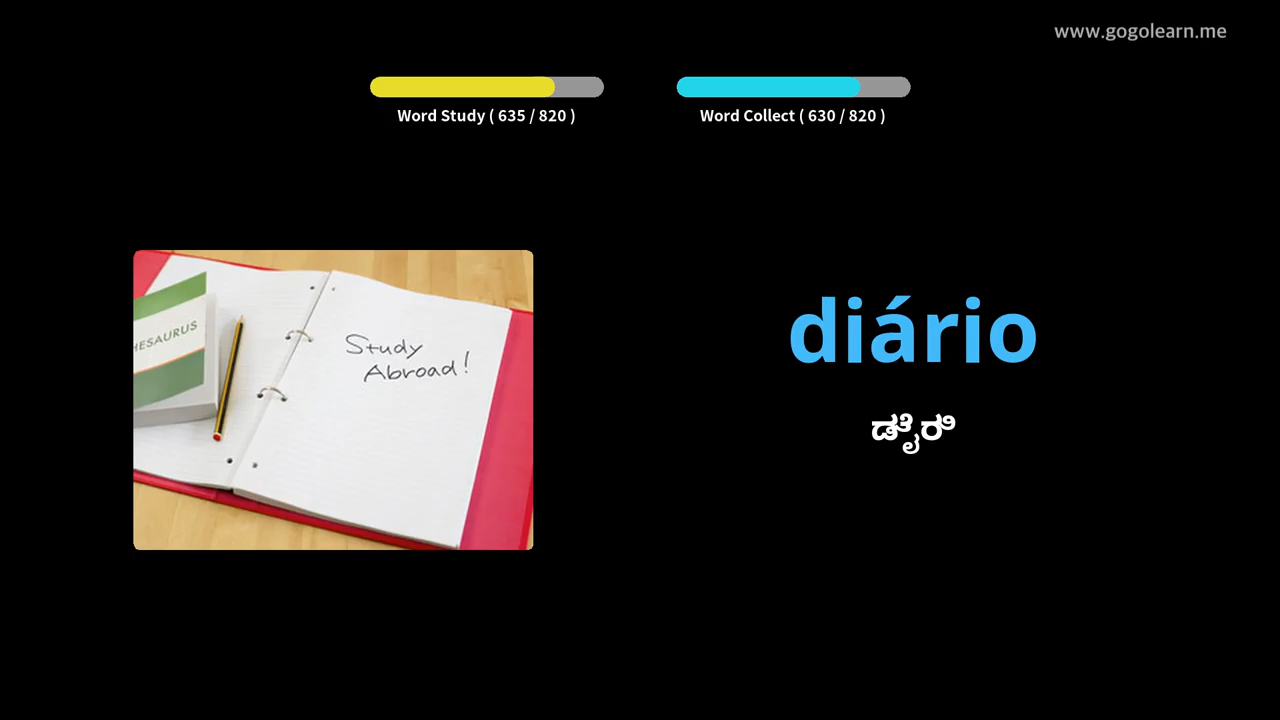 www.gogolearn.me
Word Study ( 635 / 820 )
Word Collect ( 630 / 820 )
HESAURUS
Study
Abroad!
diário
ಡೈರಿ